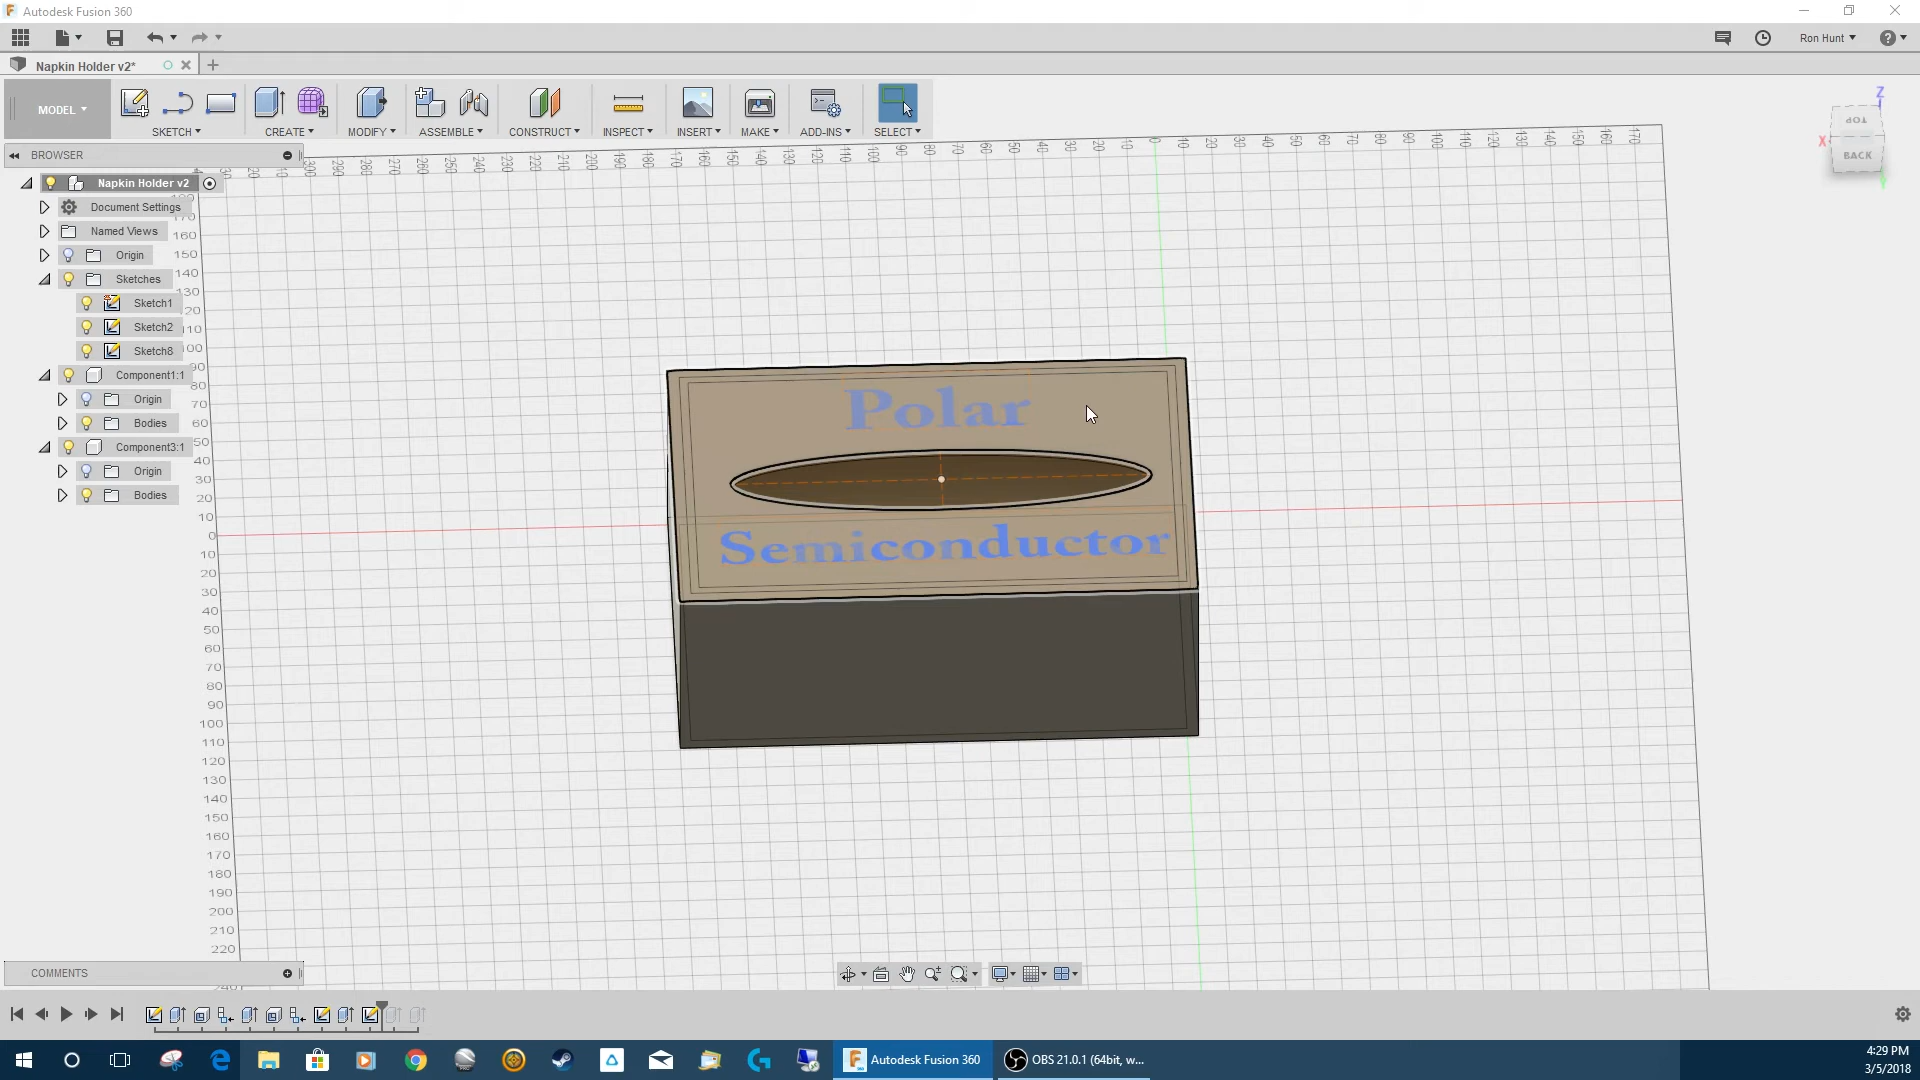 Autodesk Fusion 360
Ron Hunt
Napkin Holder v2*
MODEL
SKETCH
CREATE
MODIFY
ASSEMBLE
CONSTRUCT
INSPECT
INSERT
MAKE
ADD-INS
SELECT
BROWSER
Napkin Holder v2
Document Settings
Named Views
Origin
Sketches
Sketch1
Sketch2
Sketch8
Component1:1
Origin
Bodies
Component3:1
Origin
Bodies
Z
TOP
X
BACK
Polar
Semiconductor
COMMENTS
Autodesk Fusion 360
OBS 21.0.1 (64bit, w...
4:29 PM
3/5/2018